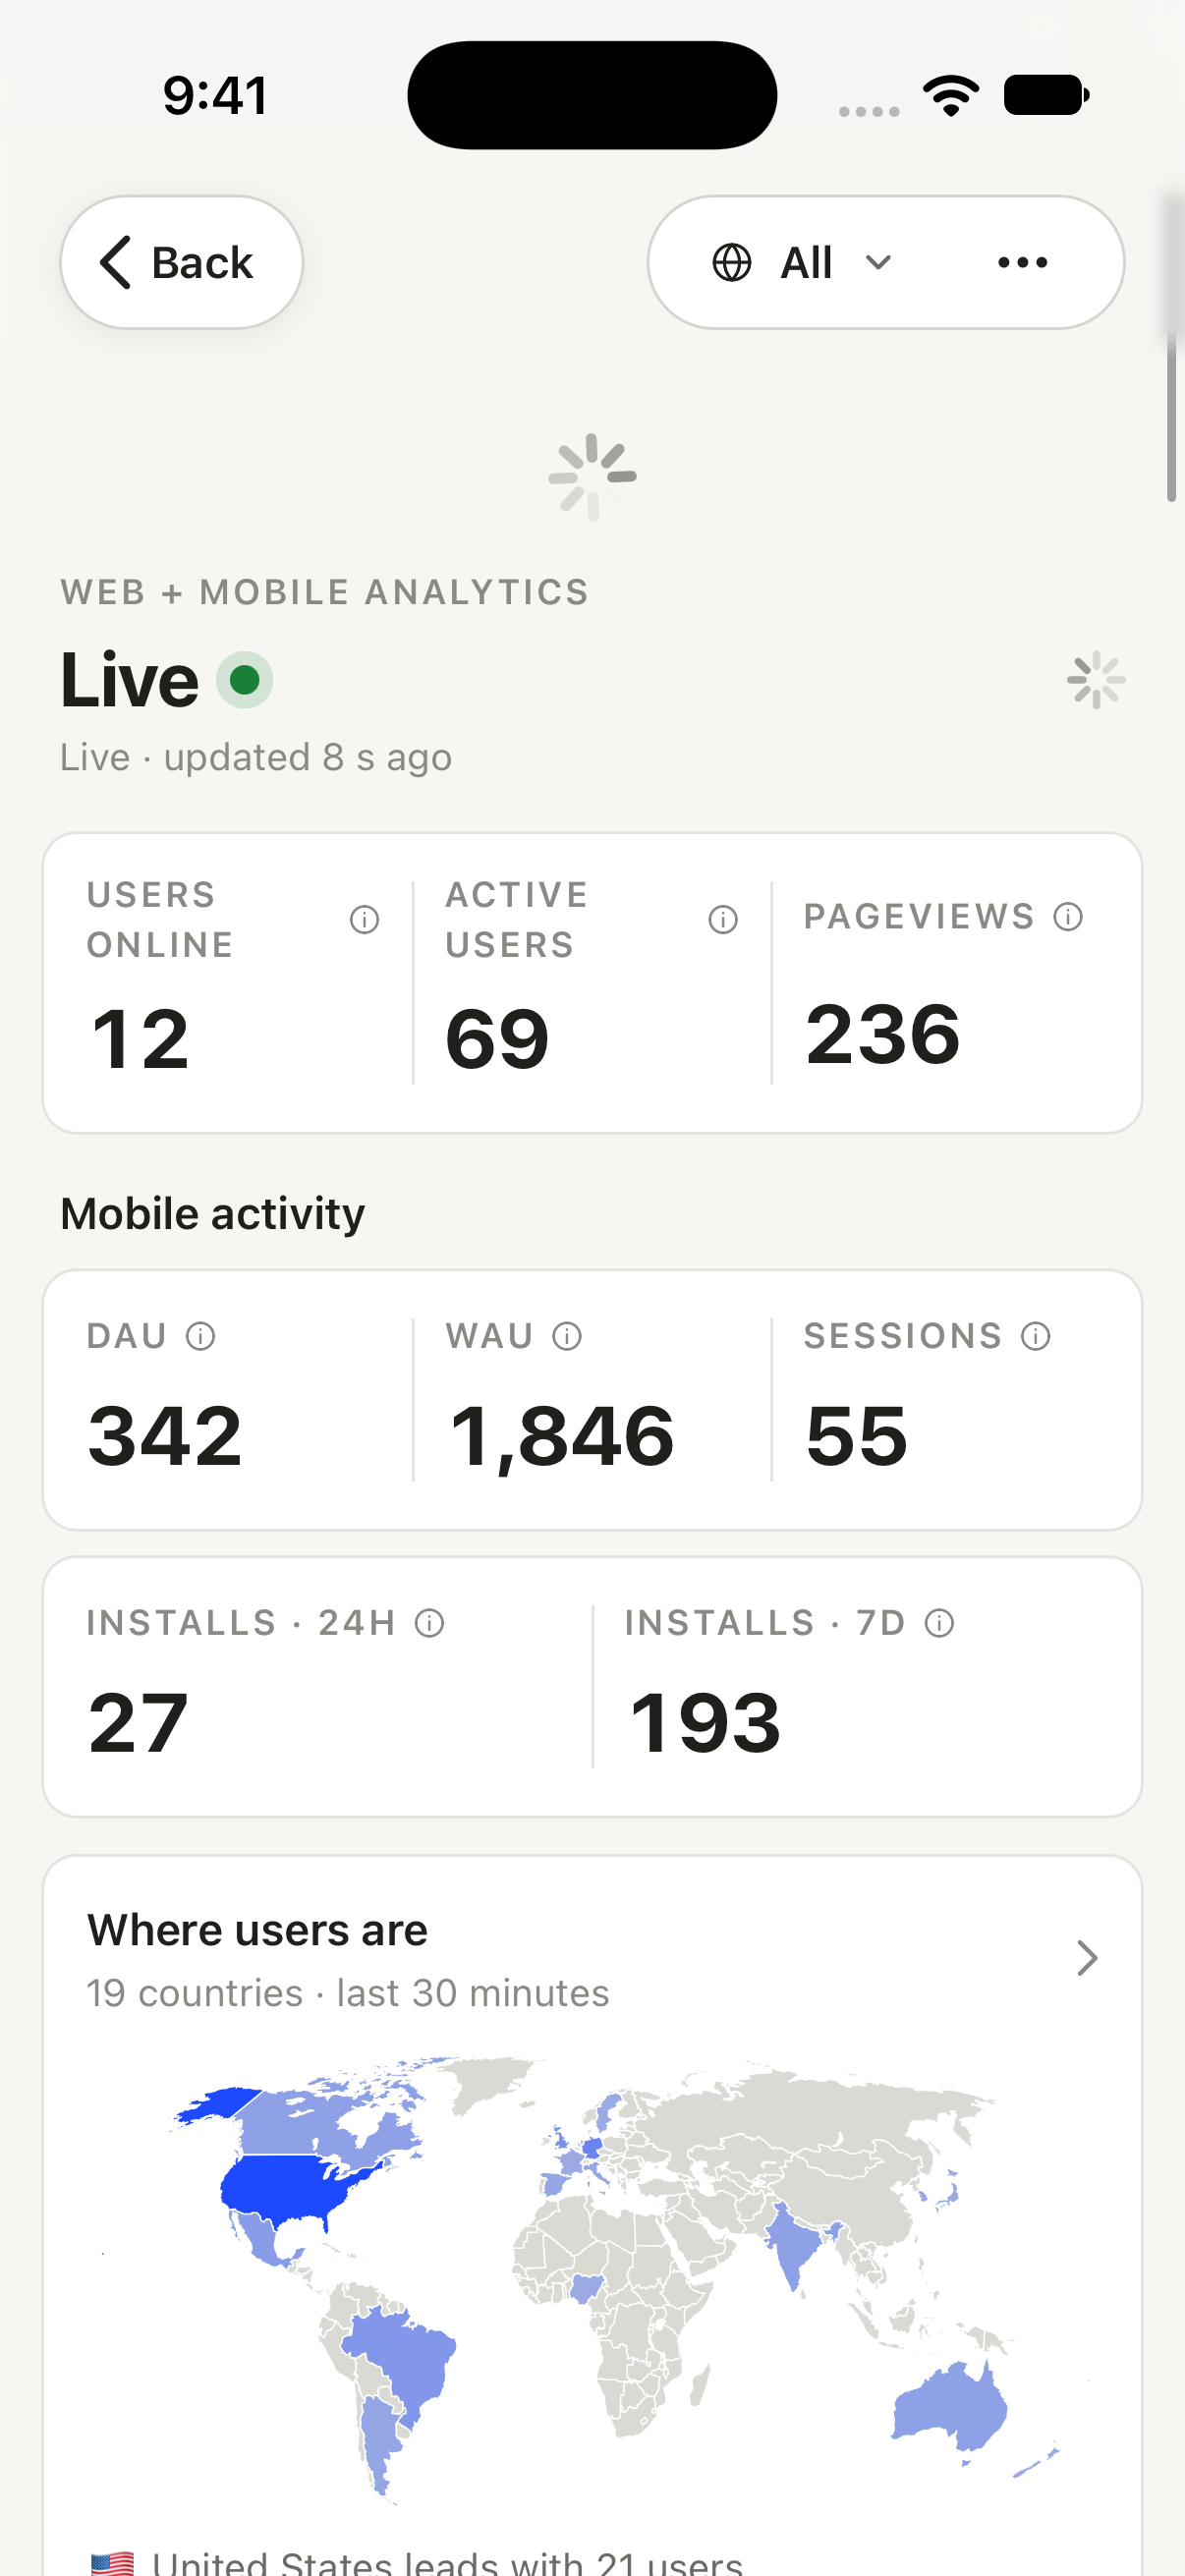 9:41
Back
All
WEB + MOBILE ANALYTICS
Live
Live · updated 8 s ago
USERS ONLINE
ACTIVE USERS
PAGEVIEWS
12
69
236
Mobile activity
DAU
WAU
SESSIONS
342
1,846
55
INSTALLS · 24H
INSTALLS · 7D
27
193
Where users are
19 countries · last 30 minutes
United States leads with 21 users